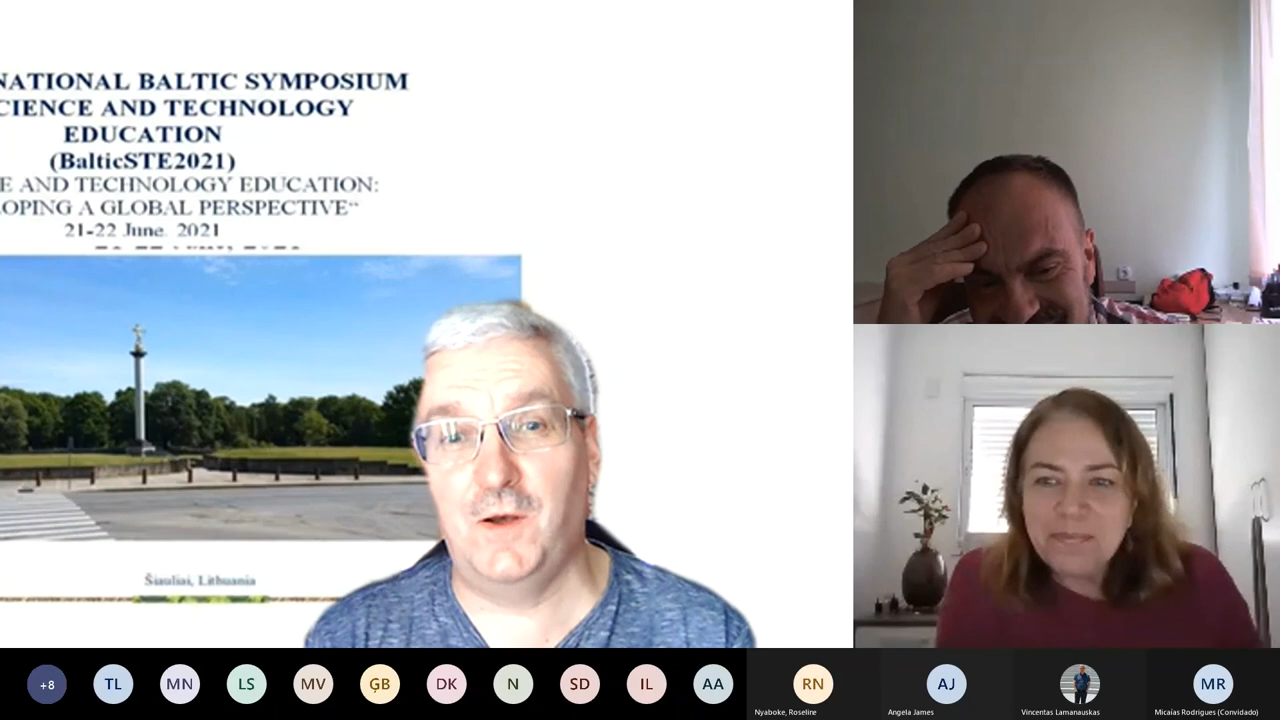 NATIONAL BALTIC SYMPOSIUM
CIENCE AND TECHNOLOGY
EDUCATION
(BalticSTE2021)
E AND TECHNOLOGY EDUCATION:
OPING A GLOBAL PERSPECTIVE“
21-22 June, 2021
Šiauliai, Lithuania
+8
TL
MN
LS
MV
ĢB
DK
N
SD
IL
AA
RN
AJ
MR
Nyaboke, Roseline
Angela James
Vincentas Lamanauskas
Micaías Rodrigues (Convidado)